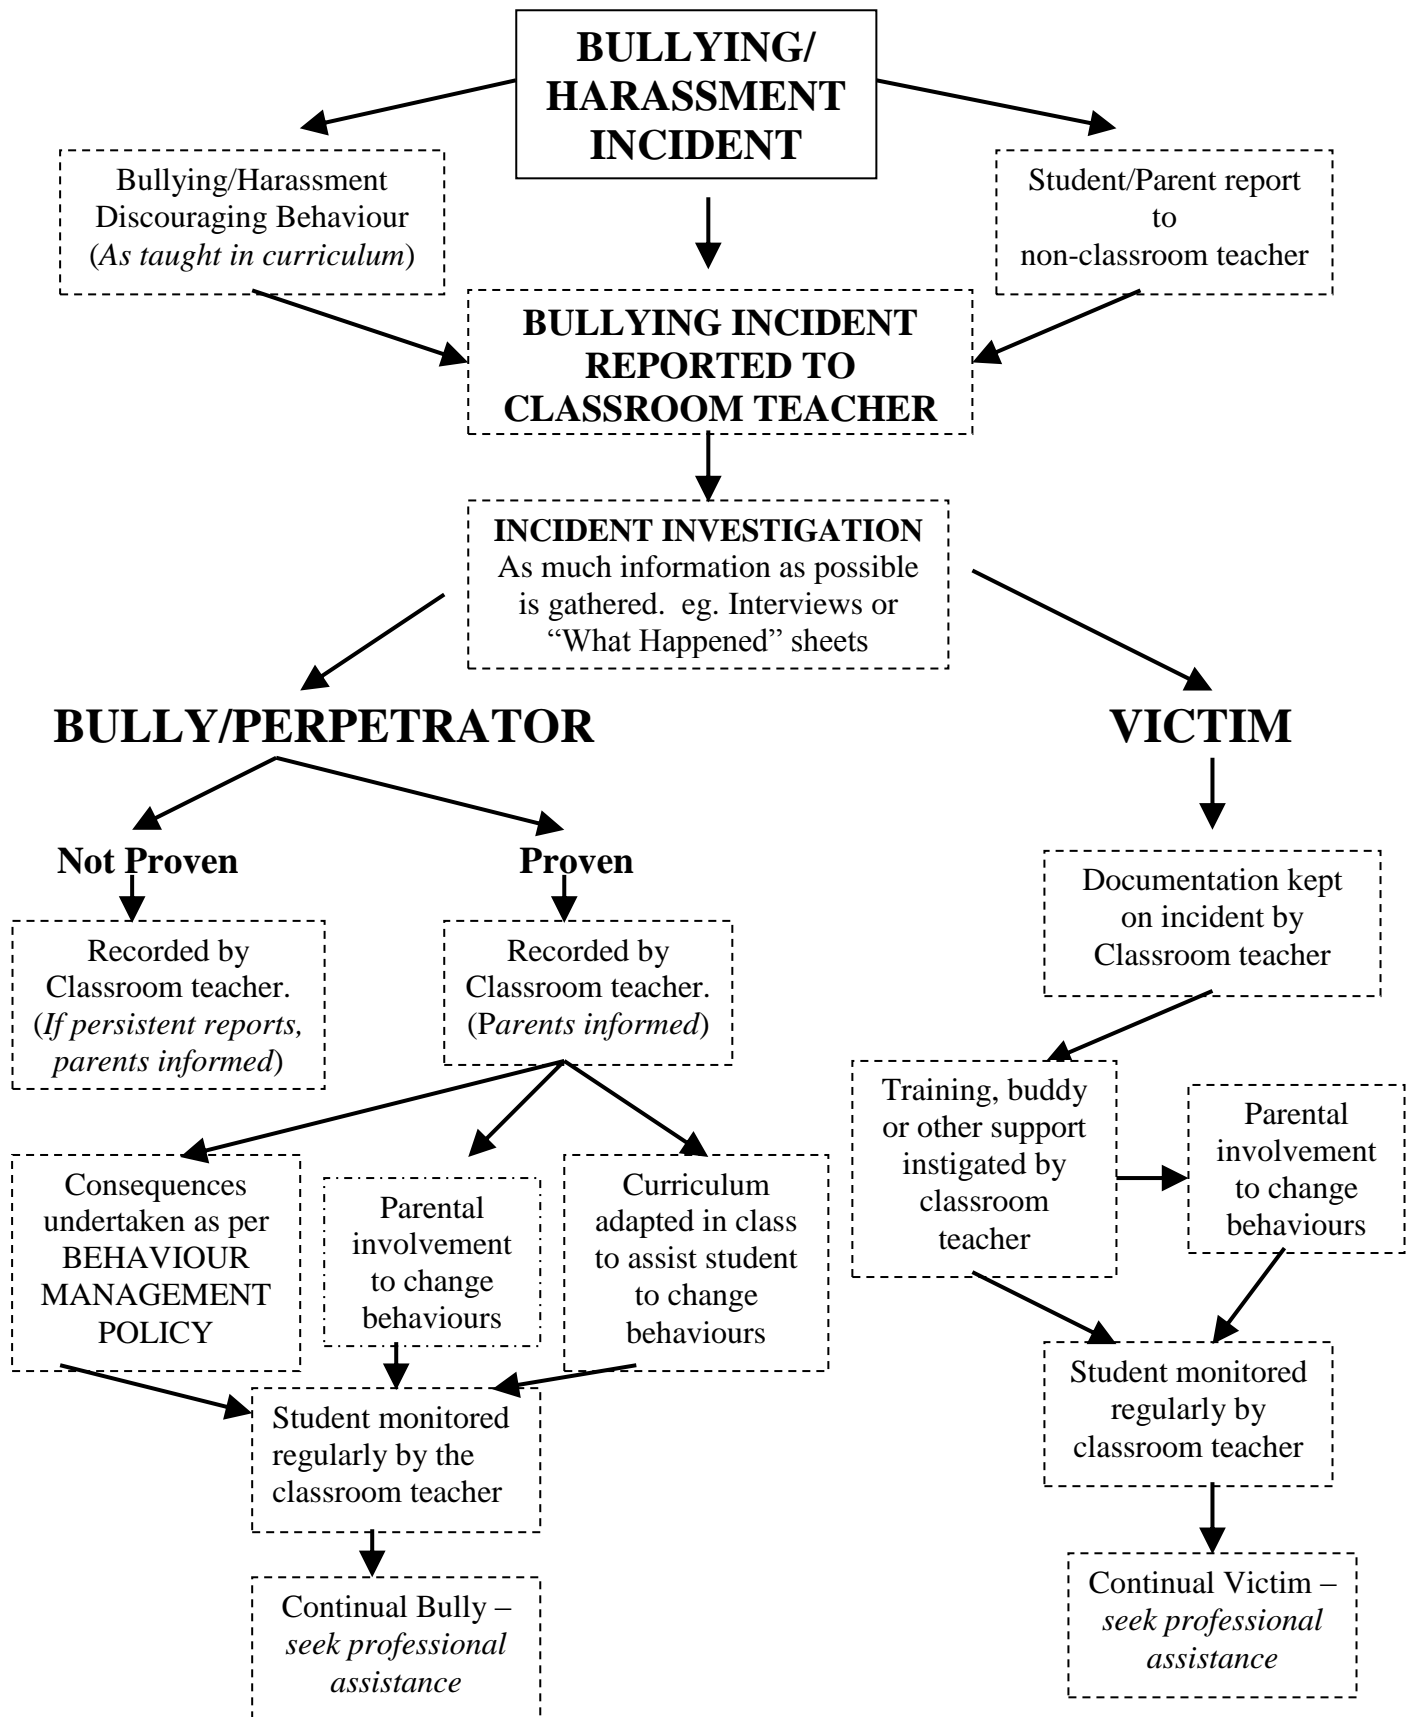 BULLYING/
HARASSMENT
INCIDENT
Bullying/Harassment
Discouraging Behaviour
(As taught in curriculum)
Student/Parent report
to
non-classroom teacher
BULLYING INCIDENT
REPORTED TO
CLASSROOM TEACHER
INCIDENT INVESTIGATION
As much information as possible
is gathered.  eg. Interviews or
“What Happened” sheets
BULLY/PERPETRATOR
VICTIM
Not Proven
Proven
Recorded by
Classroom teacher.
(If persistent reports,
parents informed)
Recorded by
Classroom teacher.
(Parents informed)
Documentation kept
on incident by
Classroom teacher
Consequences
undertaken as per
BEHAVIOUR
MANAGEMENT
POLICY
Parental
involvement
to change
behaviours
Curriculum
adapted in class
to assist student
to change
behaviours
Training, buddy
or other support
instigated by
classroom
teacher
Parental
involvement
to change
behaviours
Student monitored
regularly by the
classroom teacher
Student monitored
regularly by
classroom teacher
Continual Bully –
seek professional
assistance
Continual Victim –
seek professional
assistance